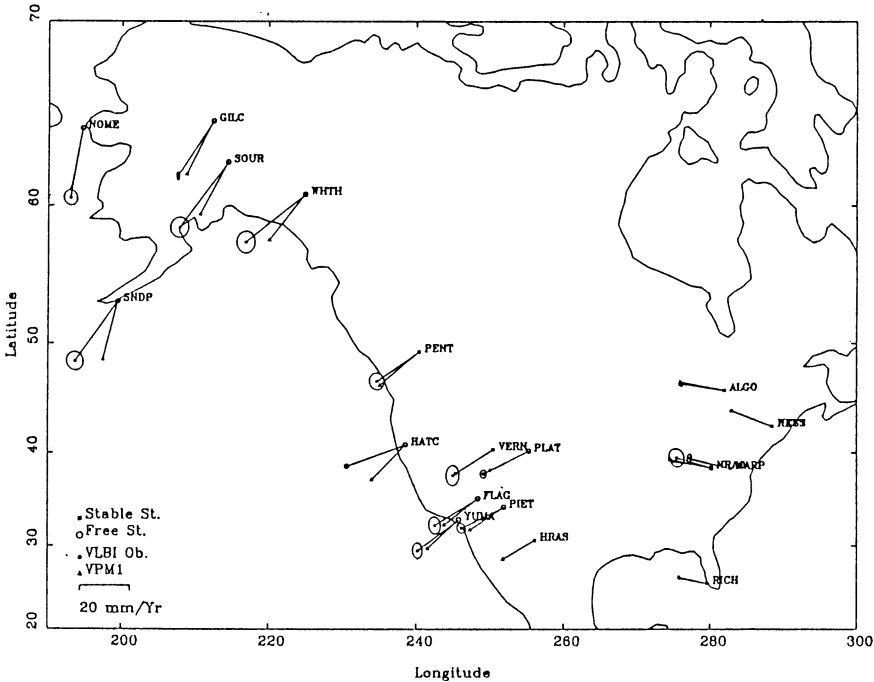 70
60
50
40
30
20
Latitude
NOME
GILC
SOUR
WHTH
SNDP
PENT
ALGO
HATC
VERN
PLAT
MARP
FLAG
PIET
YUMA
HRAS
RICH
Stable St.
Free St.
VLBI Ob.
VPM1
20 mm/Yr
200
220
240
260
280
300
Longitude